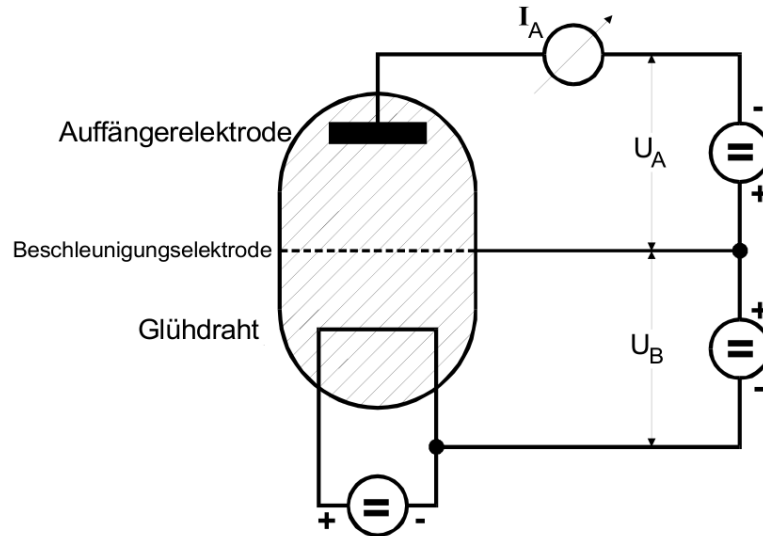 I_A
Auffängerelektrode
-
U_A
=
+
Beschleunigungselektrode
+
Glühdraht
U_B
=
-
+
=
-